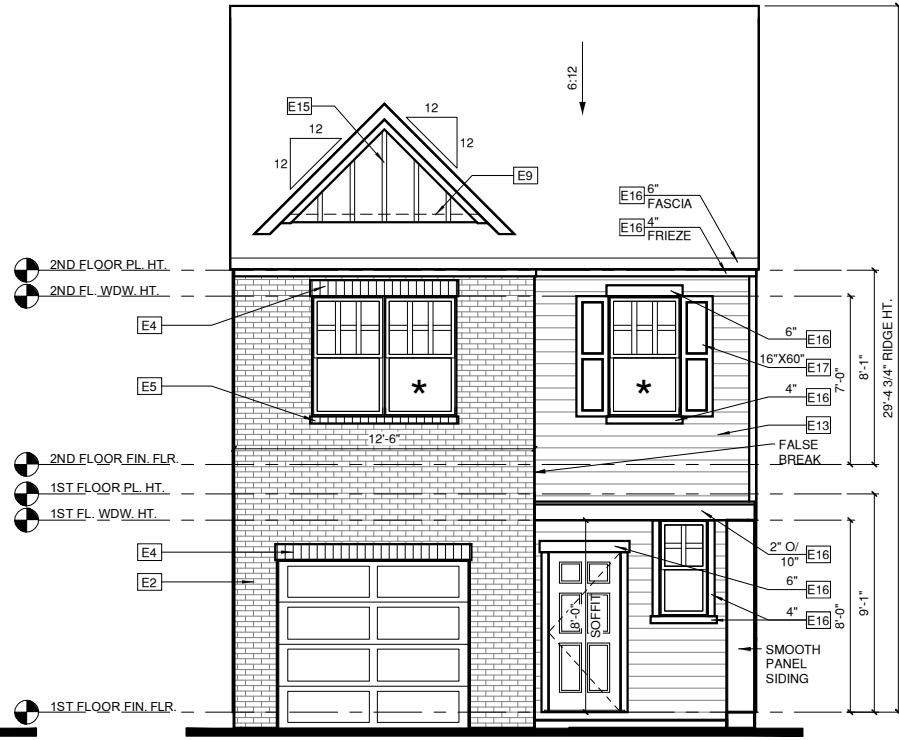 6:12
E15
12
12
12
12
E9
E16 6"
FASCIA
E16 4"
FRIEZE
2ND FLOOR PL. HT.
2ND FL. WDW. HT.
E4
6"
E16
16"X60"
E17
7'-0"
8'-1"
29'-4 3/4" RIDGE HT.
E5
*
*
4"
E16
12'-6"
E13
FALSE
BREAK
2ND FLOOR FIN. FLR.
1ST FLOOR PL. HT.
1ST FL. WDW. HT.
E4
2" O/
10"
E16
E2
6"
E16
8'-0"
SOFFIT
4"
E16
8'-0"
9'-1"
SMOOTH
PANEL
SIDING
1ST FLOOR FIN. FLR.